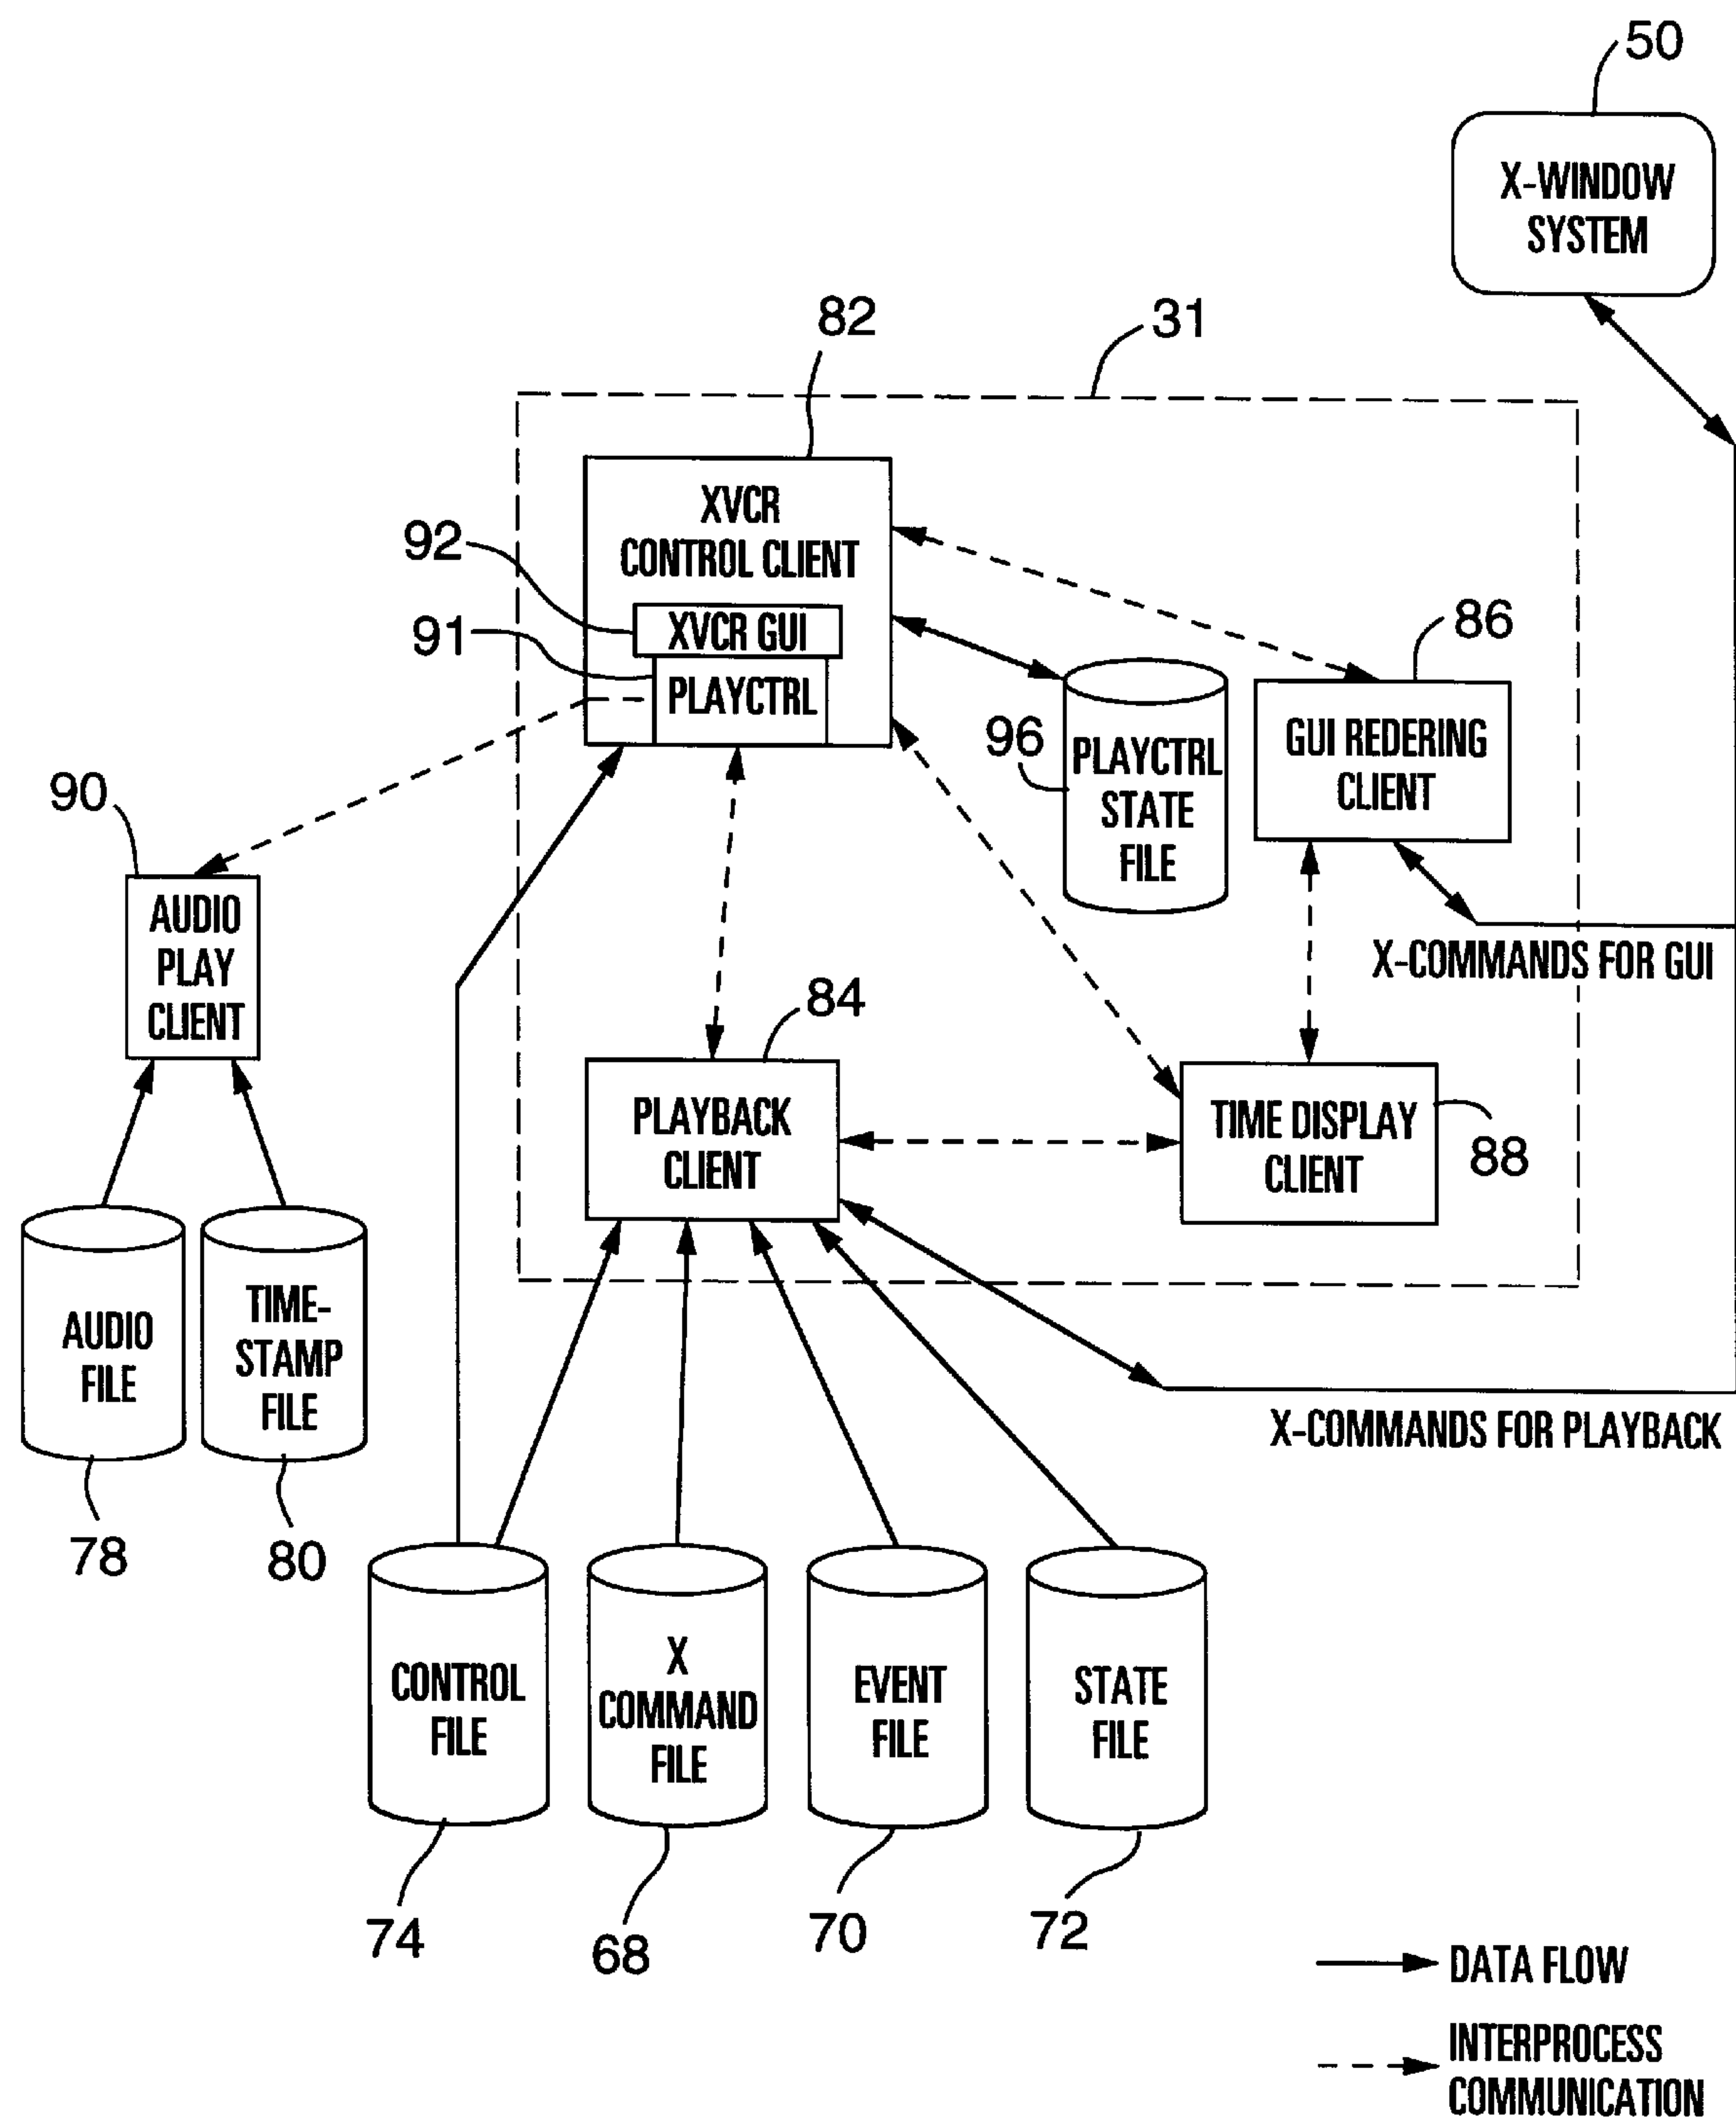 50
X-WINDOW
SYSTEM
82
31
XVCR
CONTROL CLIENT
92
XVCR GUI
91
PLAYCTRL
86
96
PLAYCTRL
STATE
FILE
GUI REDERING
CLIENT
90
AUDIO
PLAY
CLIENT
X-COMMANDS FOR GUI
84
PLAYBACK
CLIENT
TIME DISPLAY
CLIENT
88
AUDIO
FILE
TIME-
STAMP
FILE
X-COMMANDS FOR PLAYBACK
78
80
CONTROL
FILE
X
COMMAND
FILE
EVENT
FILE
STATE
FILE
74
68
70
72
DATA FLOW
INTERPROCESS
COMMUNICATION